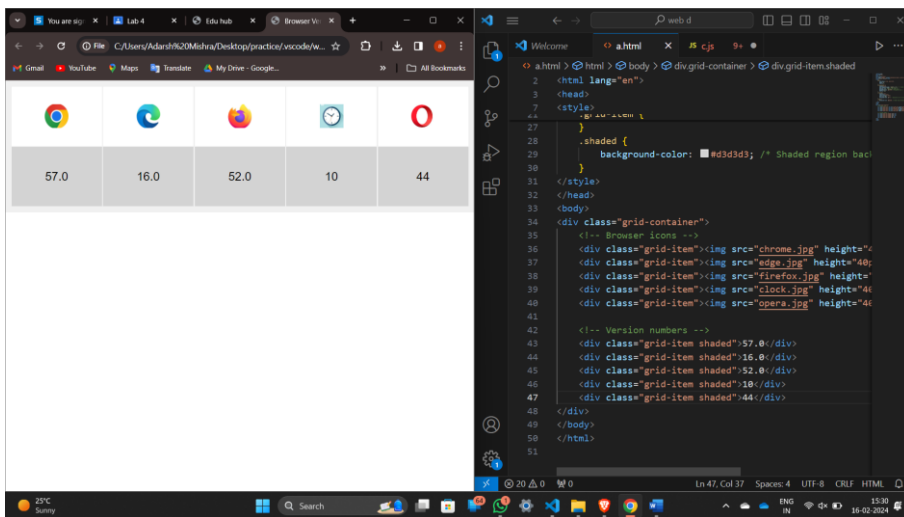 You are sig
Lab 4
Edu hub
Browser Ve
File C:/Users/Adarsh%20Mishra/Desktop/practice/.vscode/w...
Gmail YouTube Maps Translate My Drive - Google... » All Bookmarks
57.0 16.0 52.0 10 44
web d
Welcome a.html JS c.js 9+
a.html > html > body > div.grid-container > div.grid-item.shaded
2 <html lang="en">
3 <head>
7 <style>
21 .grid-item {
27 }
28 .shaded {
29 background-color: #d3d3d3; /* Shaded region bac
30 }
31 </style>
32 </head>
33 <body>
34 <div class="grid-container">
35 <!-- Browser icons -->
36 <div class="grid-item"><img src="chrome.jpg" height="4
37 <div class="grid-item"><img src="edge.jpg" height="40p
38 <div class="grid-item"><img src="firefox.jpg" height="
39 <div class="grid-item"><img src="clock.jpg" height="40
40 <div class="grid-item"><img src="opera.jpg" height="40
41
42 <!-- Version numbers -->
43 <div class="grid-item shaded">57.0</div>
44 <div class="grid-item shaded">16.0</div>
45 <div class="grid-item shaded">52.0</div>
46 <div class="grid-item shaded">10</div>
47 <div class="grid-item shaded">44</div>
48 </div>
49 </body>
50 </html>
51
20 0 0 Ln 47, Col 37 Spaces: 4 UTF-8 CRLF HTML
25°C
Sunny
Search
ENG
IN
15:30
16-02-2024